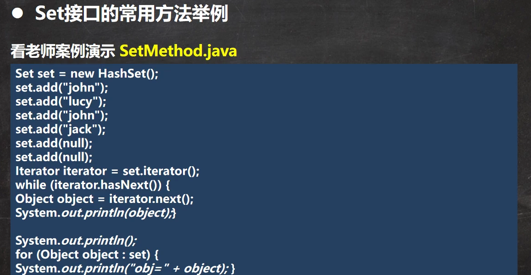 ● Set接口的常用方法举例
看老师案例演示 SetMethod.java
Set set = new HashSet();
set.add("john");
set.add("lucy");
set.add("john");
set.add("jack");
set.add(null);
set.add(null);
Iterator iterator = set.iterator();
while (iterator.hasNext()) {
Object object = iterator.next();
System.out.println(object);}
System.out.println();
for (Object object : set) {
System.out.println("obj=" + object); }